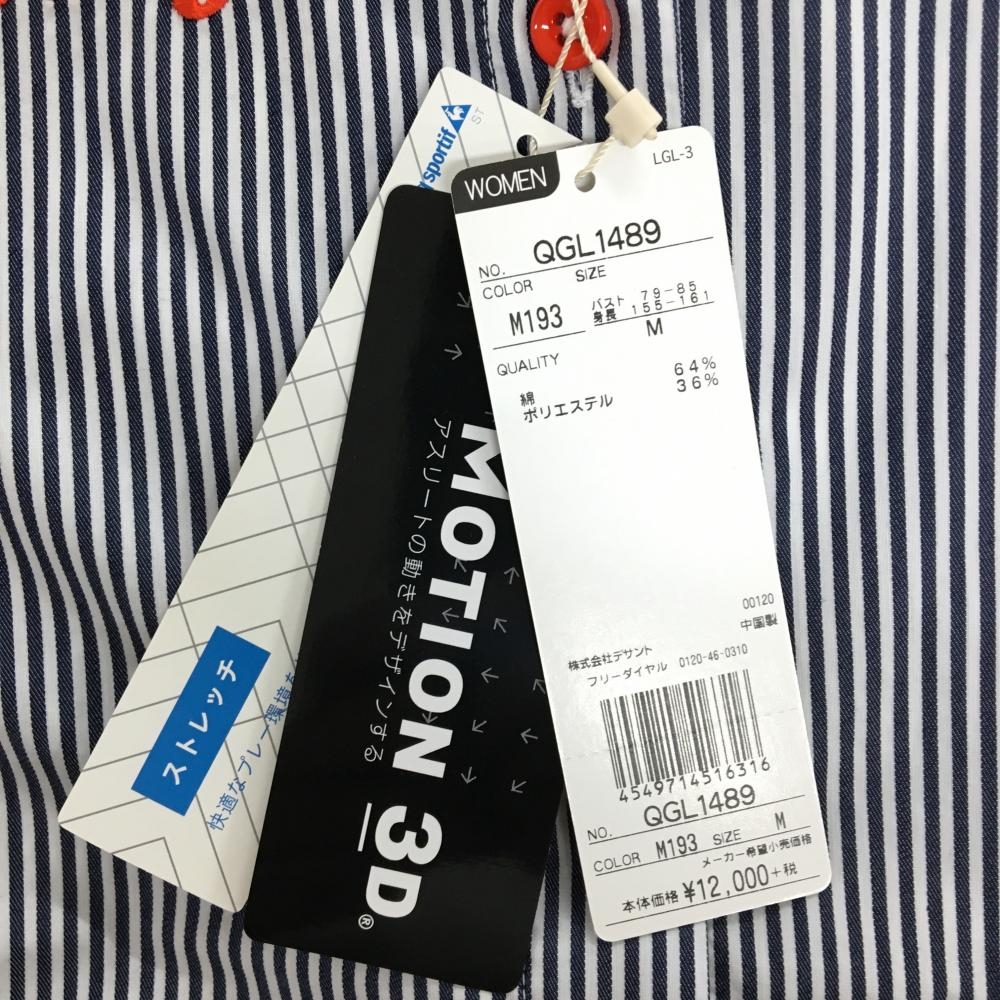 sportif
ST
ストレッチ
快適なプレー環境
MOTION 3D®
アスリートの動きをデザインする
WOMEN
LGL-3
NO. QGL1489
COLOR SIZE
M193 バスト 79-85
身長 155-161
M
QUALITY
綿 64%
ポリエステル 36%
00120
中国製
株式会社デサント
フリーダイヤル 0120-46-0310
4549714516316
NO. QGL1489
COLOR M193 SIZE M
メーカー希望小売価格
本体価格 ¥12,000+税